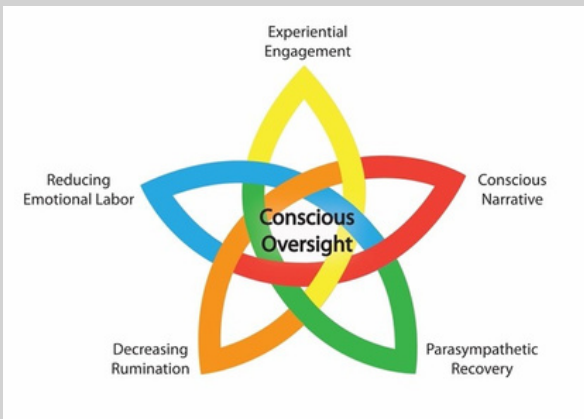 Experiential
Engagement
Reducing
Emotional Labor
Conscious
Narrative
Conscious
Oversight
Decreasing
Rumination
Parasympathetic
Recovery